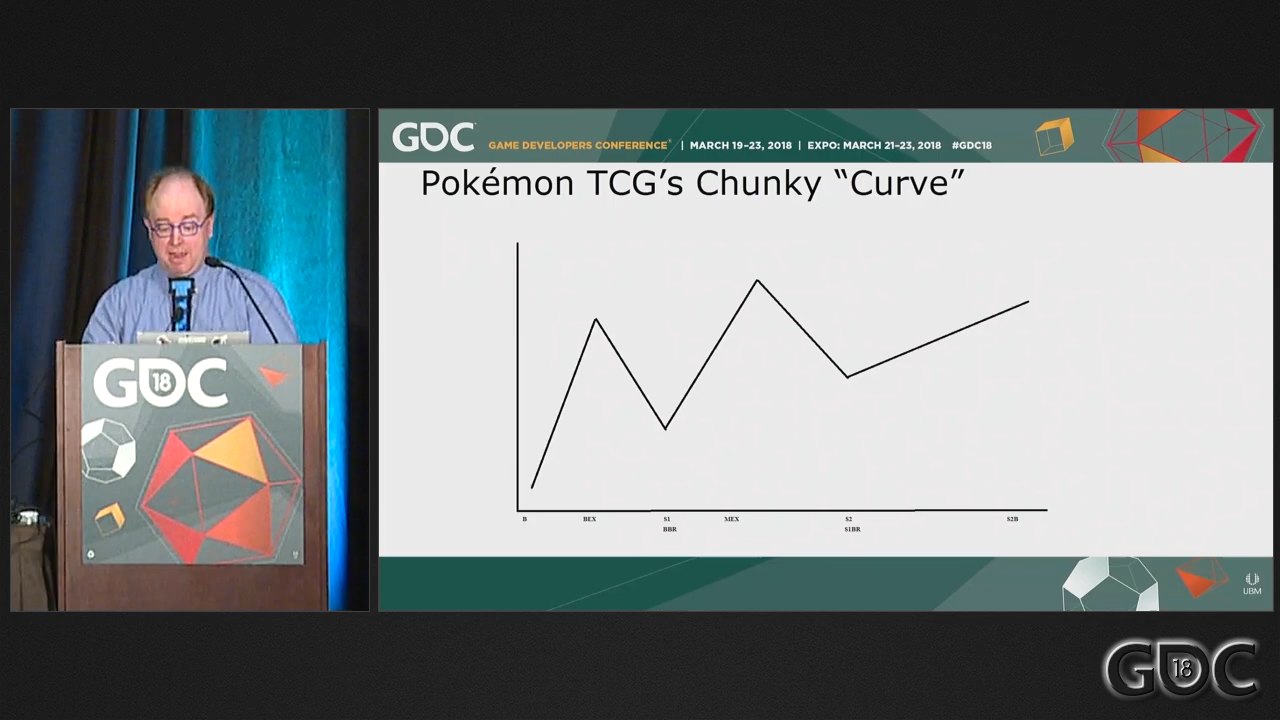 GDC
GAME DEVELOPERS CONFERENCE® | MARCH 19–23, 2018 | EXPO: MARCH 21–23, 2018 #GDC18
Pokémon TCG’s Chunky “Curve”
B BEX S1 MEX S2 S2B
BBR S1BR
UBM
GDC
18
GDC
18